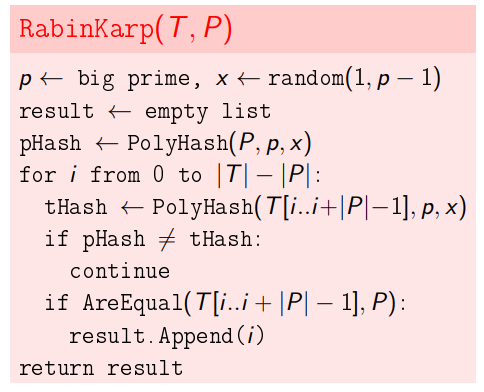 RabinKarp(T, P)
p ← big prime, x ← random(1, p − 1)
result ← empty list
pHash ← PolyHash(P, p, x)
for i from 0 to |T| − |P|:
tHash ← PolyHash(T[i..i+|P|−1], p, x)
if pHash ≠ tHash:
continue
if AreEqual(T[i..i + |P| − 1], P):
result.Append(i)
return result